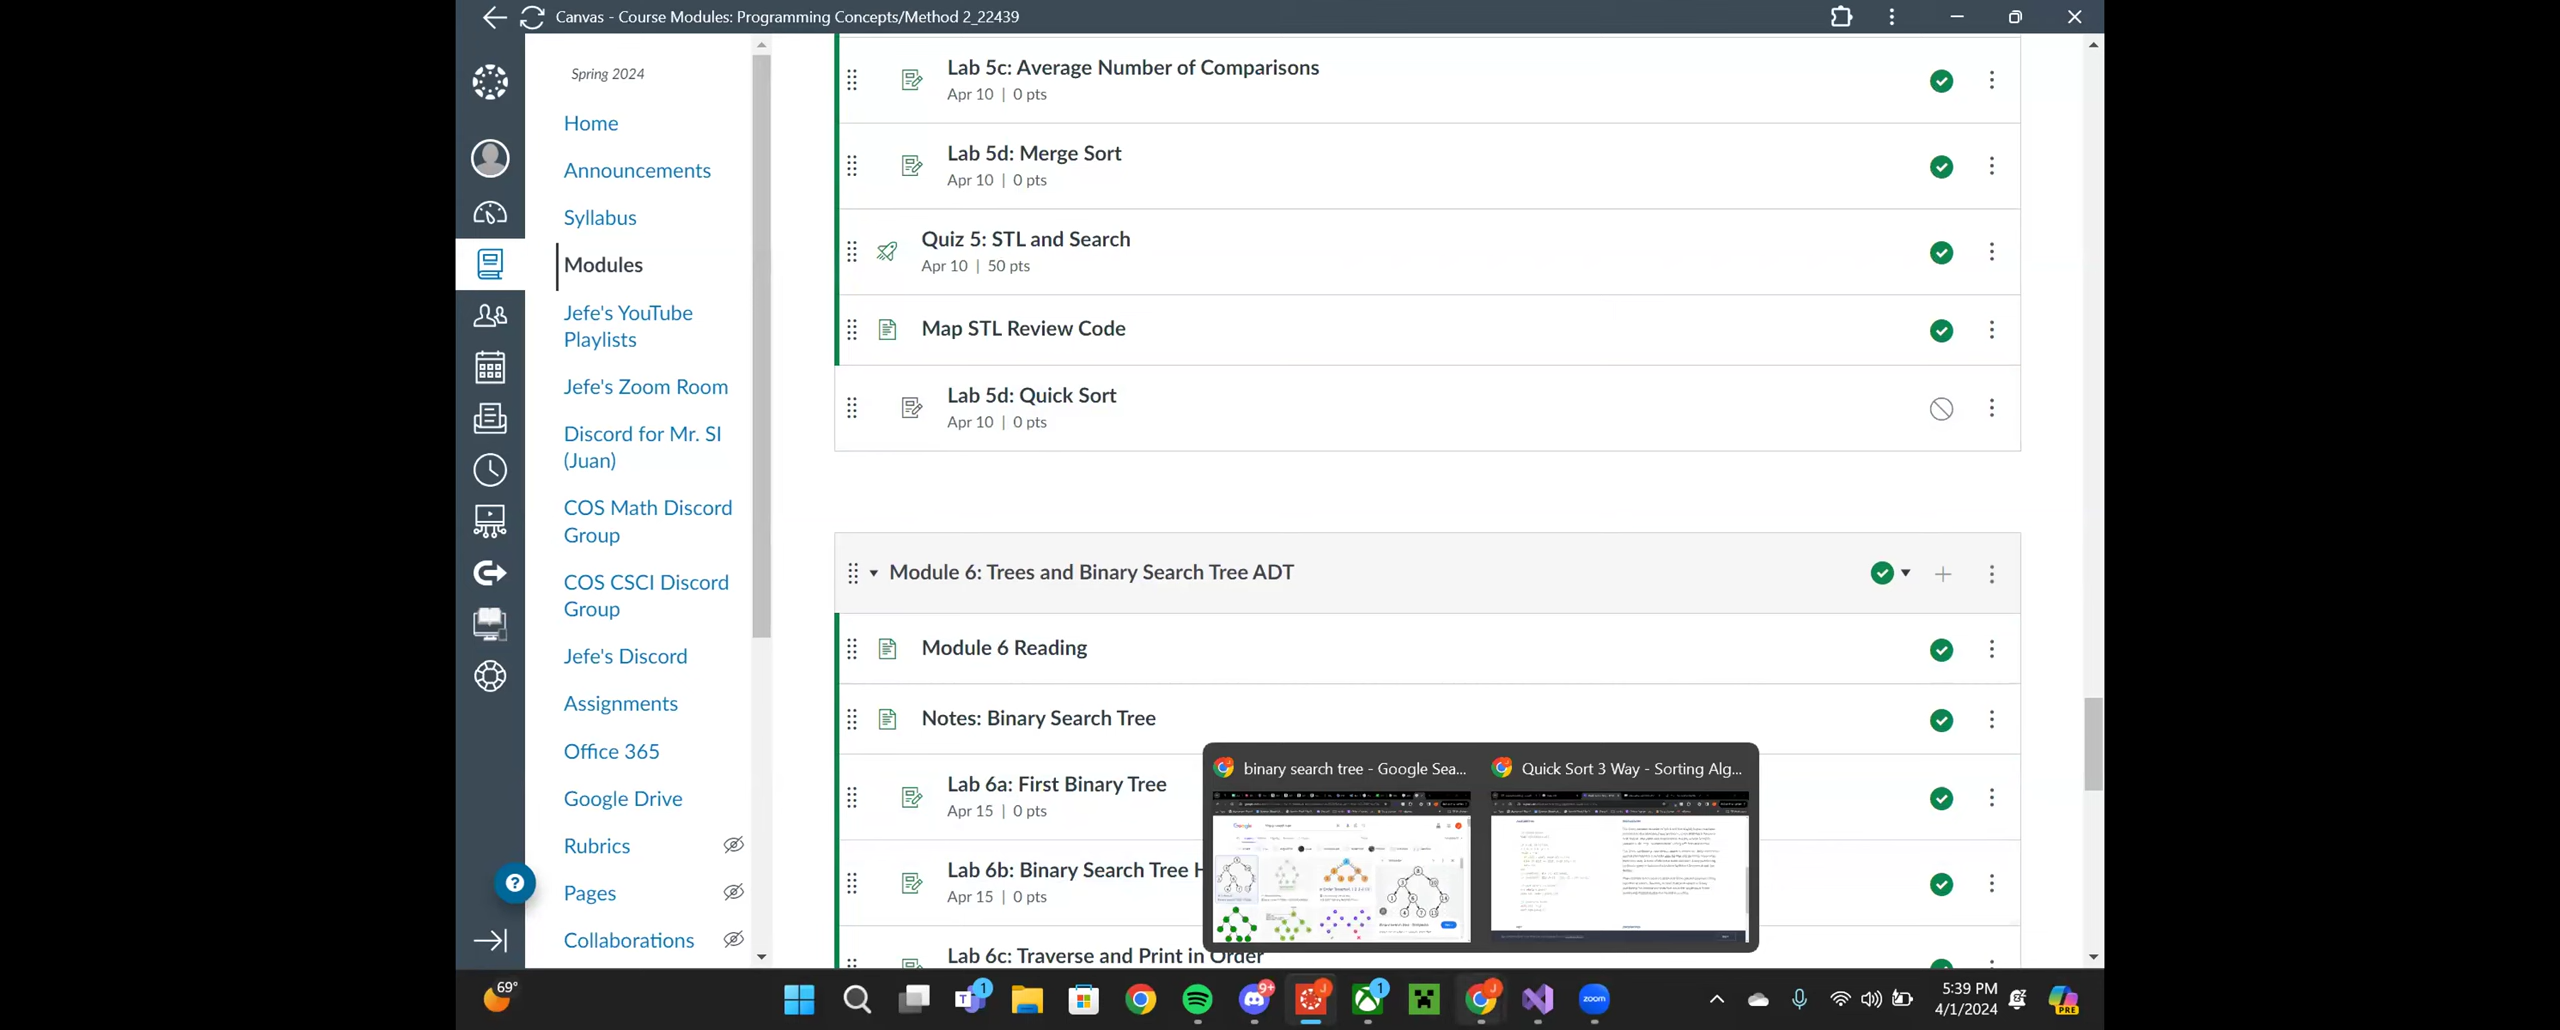 Canvas - Course Modules: Programming Concepts/Method 2_22439
Spring 2024
Home
Announcements
Syllabus
Modules
Jefe's YouTube
Playlists
Jefe's Zoom Room
Discord for Mr. SI
(Juan)
COS Math Discord
Group
COS CSCI Discord
Group
Jefe's Discord
Assignments
Office 365
Google Drive
Rubrics
Pages
Collaborations
Lab 5c: Average Number of Comparisons
Apr 10 | 0 pts
Lab 5d: Merge Sort
Apr 10 | 0 pts
Quiz 5: STL and Search
Apr 10 | 50 pts
Map STL Review Code
Lab 5d: Quick Sort
Apr 10 | 0 pts
Module 6: Trees and Binary Search Tree ADT
Module 6 Reading
Notes: Binary Search Tree
Lab 6a: First Binary Tree
Apr 15 | 0 pts
Lab 6b: Binary Search Tree
Apr 15 | 0 pts
Lab 6c: Traverse and Print in Order
binary search tree - Google Sea...
Quick Sort 3 Way - Sorting Alg...
69°
1
9+
J
1
J
zoom
5:39 PM
4/1/2024
PRE